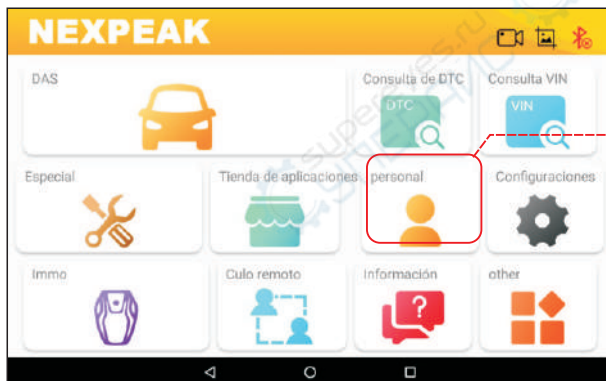 NEXPEAK
DAS
Consulta de DTC
Consulta VIN
DTC
VIN
Especial
Tienda de aplicaciones
personal
Configuraciones
Immo
Culo remoto
Información
other